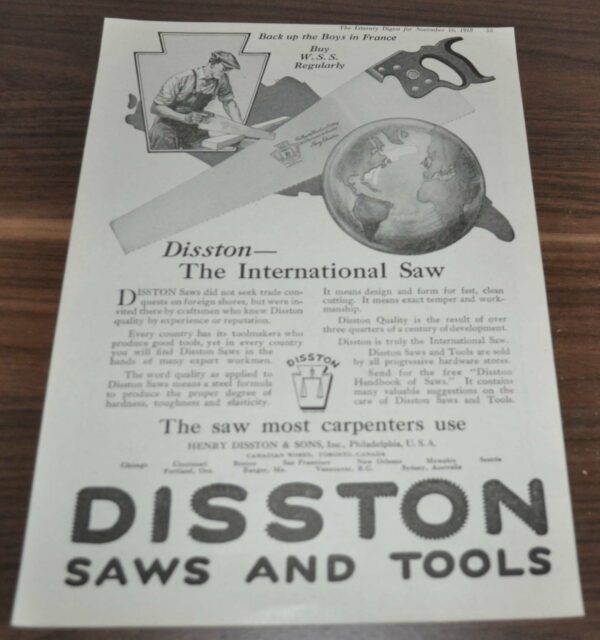 The Literary Digest for November 16, 1918
Back up the Boys in France
Buy
W. S. S.
Regularly
Disston—
The International Saw
DISSTON Saws did not seek trade con-
quests on foreign shores, but were in-
vited there by craftsmen who knew Disston
quality by experience or reputation.
Every country has its toolmakers who
produce good tools, yet in every country
you will find Disston Saws in the
hands of many expert workmen.
The word quality as applied to
Disston Saws means a steel formula
to produce the proper degree of
hardness, toughness and elasticity.
It means design and form for fast, clean
cutting. It means exact temper and work-
manship.
Disston Quality is the result of over
three quarters of a century of development.
Disston is truly the International Saw.
Disston Saws and Tools are sold
by all progressive hardware stores.
Send for the free "Disston
Handbook of Saws." It contains
many valuable suggestions on the
care of Disston Saws and Tools.
DISSTON
The saw most carpenters use
HENRY DISSTON & SONS, Inc., Philadelphia, U. S. A.
CANADIAN WORKS, TORONTO, CANADA
Chicago Cincinnati Boston San Francisco New Orleans Memphis Seattle
Portland, Ore. Bangor, Me. Vancouver, B.C. Sydney, Australia
DISSTON
SAWS AND TOOLS